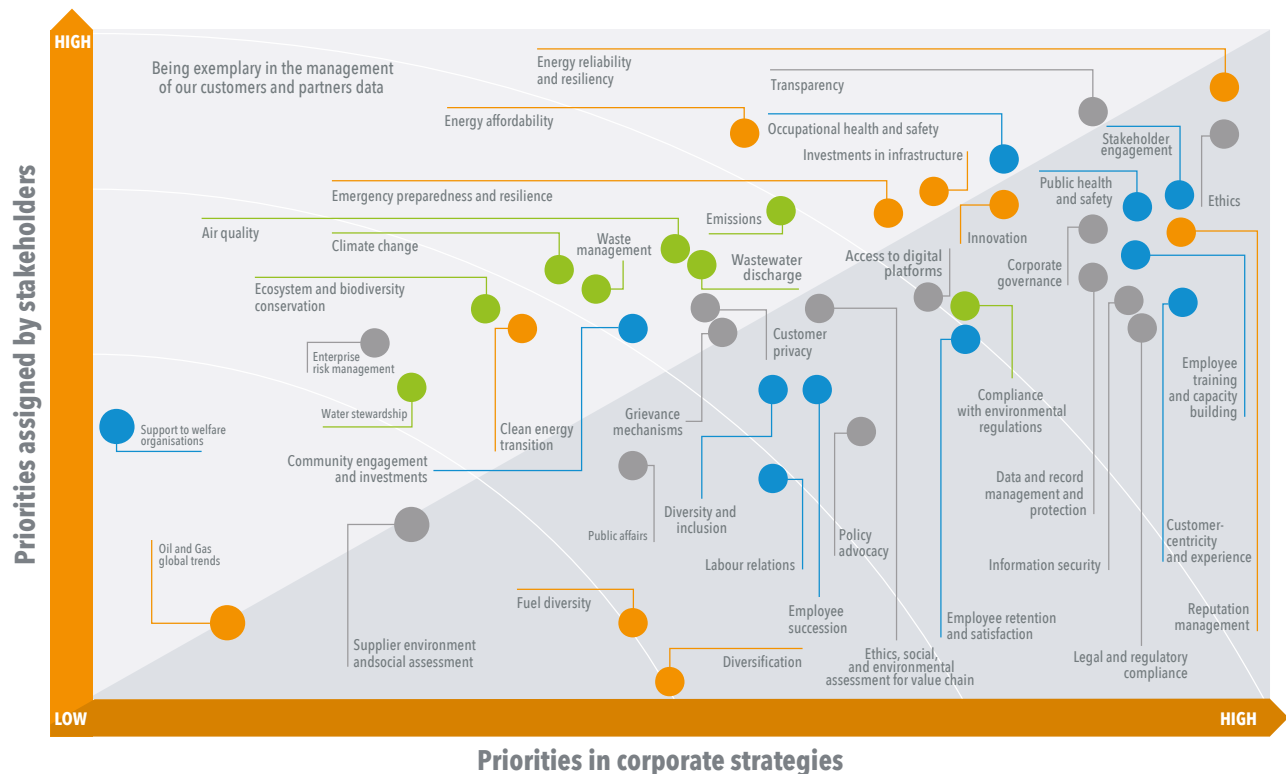 HIGH
Being exemplary in the management
of our customers and partners data
Energy reliability
and resiliency
Transparency
Energy affordability
Occupational health and safety
Stakeholder
engagement
Investments in infrastructure
Emergency preparedness and resilience
Public health
and safety
Ethics
Air quality
Climate change
Waste
management
Emissions
Innovation
Wastewater
discharge
Access to digital
platforms
Corporate
governance
Ecosystem and biodiversity
conservation
Customer
privacy
Enterprise
risk management
Water stewardship
Support to welfare
organisations
Clean energy
transition
Grievance
mechanisms
Compliance
with environmental
regulations
Employee
training
and capacity
building
Community engagement
and investments
Data and record
management and
protection
Diversity and
inclusion
Public affairs
Policy
advocacy
Customer-
centricity
and experience
Oil and Gas
global trends
Labour relations
Information security
Fuel diversity
Employee
succession
Employee retention
and satisfaction
Reputation
management
Supplier environment
andsocial assessment
Diversification
Ethics, social,
and environmental
assessment for value chain
Legal and regulatory
compliance
LOW
HIGH
Priorities assigned by stakeholders
Priorities in corporate strategies